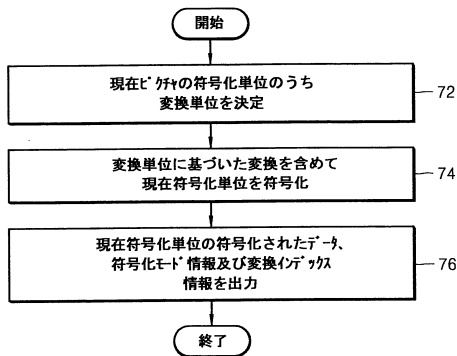 開始
現在ﾋﾟｸﾁｬの符号化単位のうち
変換単位を決定
72
変換単位に基づいた変換を含めて
現在符号化単位を符号化
74
現在符号化単位の符号化されたﾃﾞｰﾀ、
符号化ﾓｰﾄﾞ情報及び変換ｲﾝﾃﾞｯｸｽ
情報を出力
76
終了